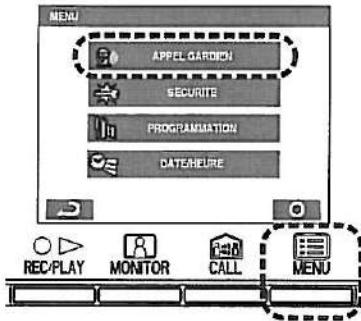 MENU
APPEL GARDIEN
SECURITE
PROGRAMMATION
DATE/HEURE
REC/PLAY MONITOR CALL MENU